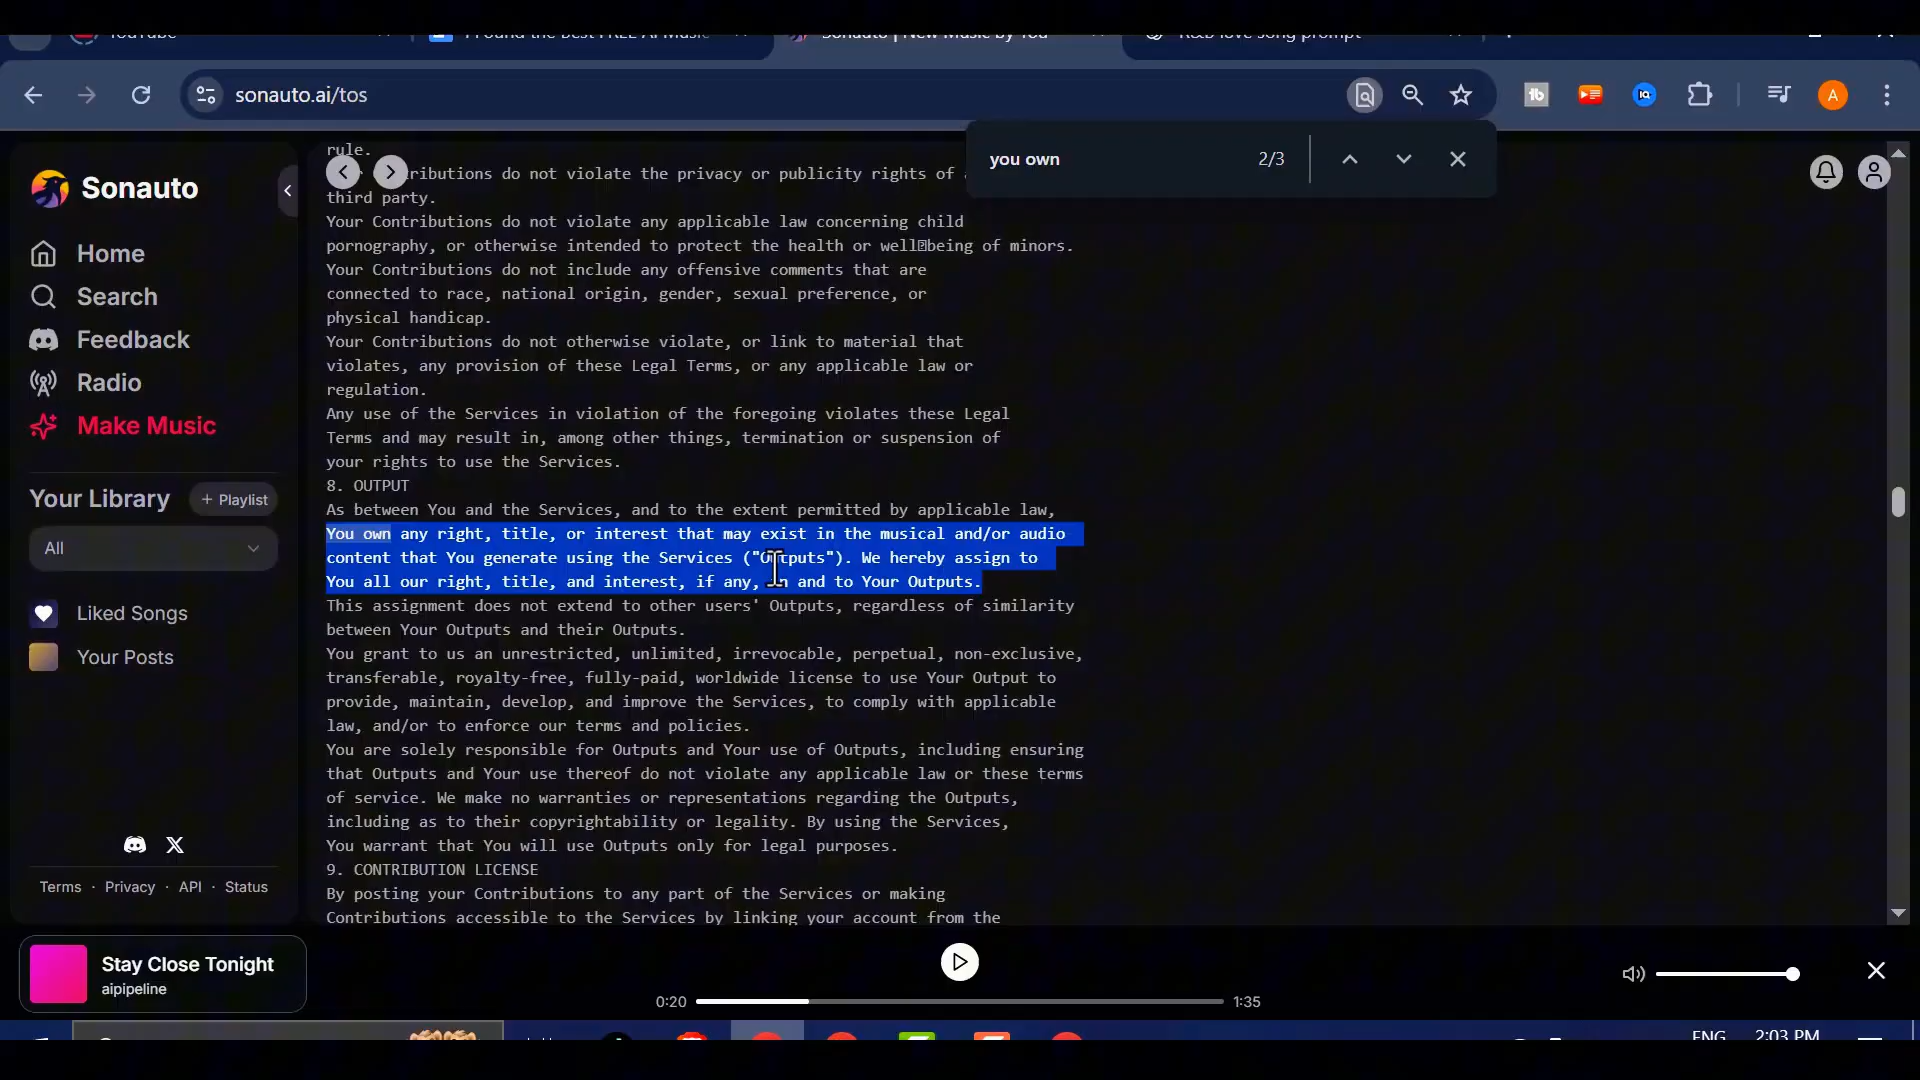 YouTube
I Found the Best FREE AI Music
Sonauto | New Music by You
R&B love song prompt
sonauto.ai/tos
tb
IQ
A
you own
2/3
Sonauto
Home
Search
Feedback
Radio
Make Music
Your Library
+ Playlist
All
Liked Songs
Your Posts
Terms · Privacy · API · Status
rule.
ributions do not violate the privacy or publicity rights of
third party.
Your Contributions do not violate any applicable law concerning child
pornography, or otherwise intended to protect the health or well�being of minors.
Your Contributions do not include any offensive comments that are
connected to race, national origin, gender, sexual preference, or
physical handicap.
Your Contributions do not otherwise violate, or link to material that
violates, any provision of these Legal Terms, or any applicable law or
regulation.
Any use of the Services in violation of the foregoing violates these Legal
Terms and may result in, among other things, termination or suspension of
your rights to use the Services.
8. OUTPUT
As between You and the Services, and to the extent permitted by applicable law,
You own any right, title, or interest that may exist in the musical and/or audio
content that You generate using the Services ("Outputs"). We hereby assign to
You all our right, title, and interest, if any, in and to Your Outputs.
This assignment does not extend to other users' Outputs, regardless of similarity
between Your Outputs and their Outputs.
You grant to us an unrestricted, unlimited, irrevocable, perpetual, non-exclusive,
transferable, royalty-free, fully-paid, worldwide license to use Your Output to
provide, maintain, develop, and improve the Services, to comply with applicable
law, and/or to enforce our terms and policies.
You are solely responsible for Outputs and Your use of Outputs, including ensuring
that Outputs and Your use thereof do not violate any applicable law or these terms
of service. We make no warranties or representations regarding the Outputs,
including as to their copyrightability or legality. By using the Services,
You warrant that You will use Outputs only for legal purposes.
9. CONTRIBUTION LICENSE
By posting your Contributions to any part of the Services or making
Contributions accessible to the Services by linking your account from the
Stay Close Tonight
aipipeline
0:20
1:35
ENG
2:03 PM